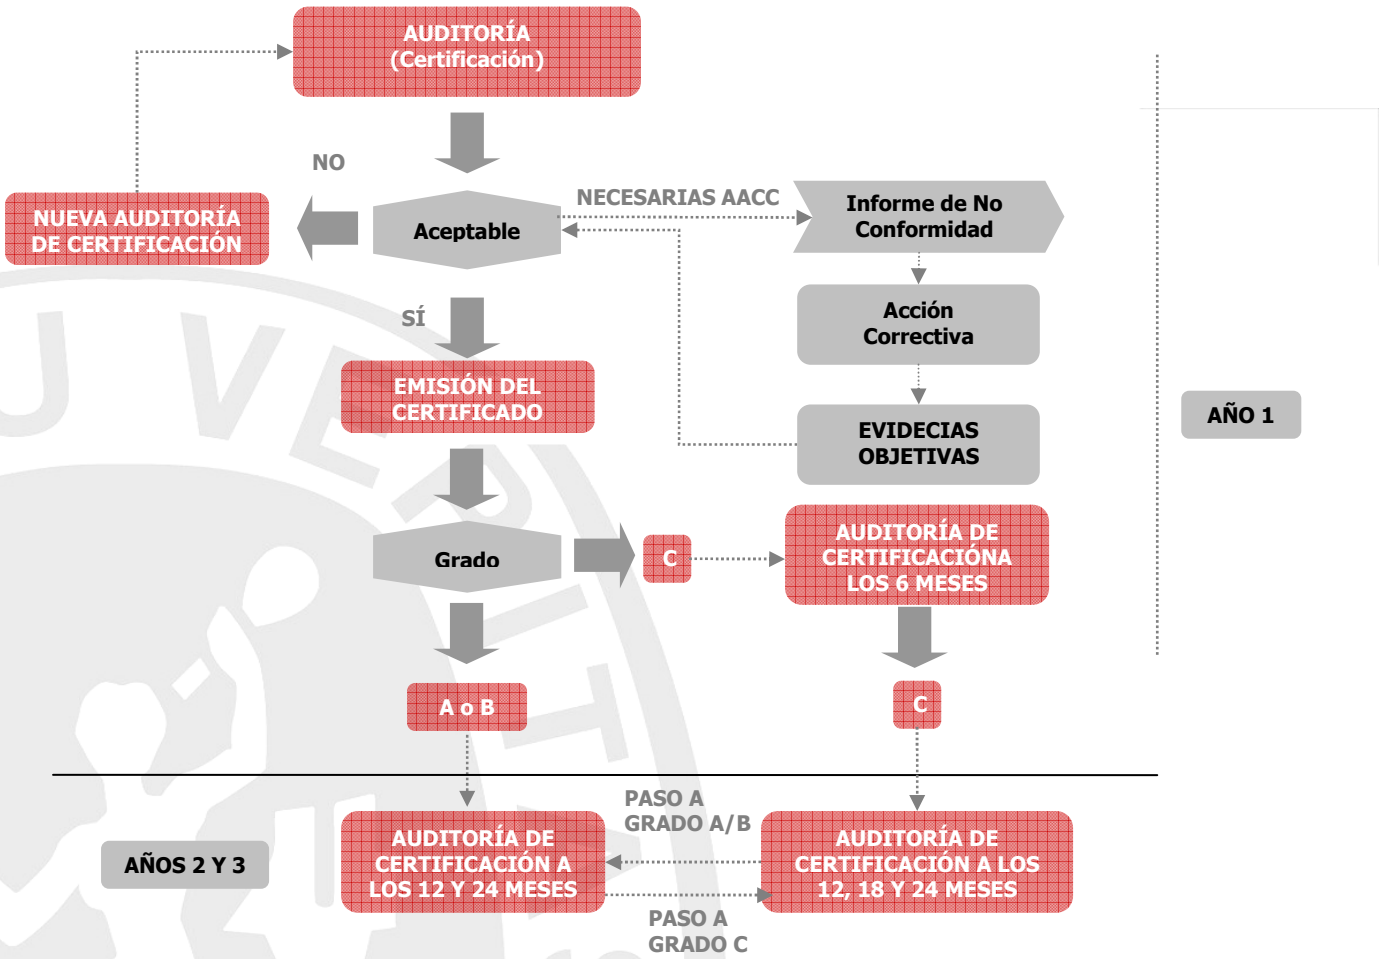 AUDITORÍA
(Certificación)
NO
NECESARIAS AACC
Informe de No
Conformidad
NUEVA AUDITORÍA
DE CERTIFICACIÓN
Aceptable
Acción
Correctiva
SÍ
EMISIÓN DEL
CERTIFICADO
EVIDECIAS
OBJETIVAS
AÑO 1
Grado
C
AUDITORÍA DE
CERTIFICACIÓNA
LOS 6 MESES
A o B
C
PASO A
GRADO A/B
AÑOS 2 Y 3
AUDITORÍA DE
CERTIFICACIÓN A
LOS 12 Y 24 MESES
AUDITORÍA DE
CERTIFICACIÓN A LOS
12, 18 Y 24 MESES
PASO A
GRADO C